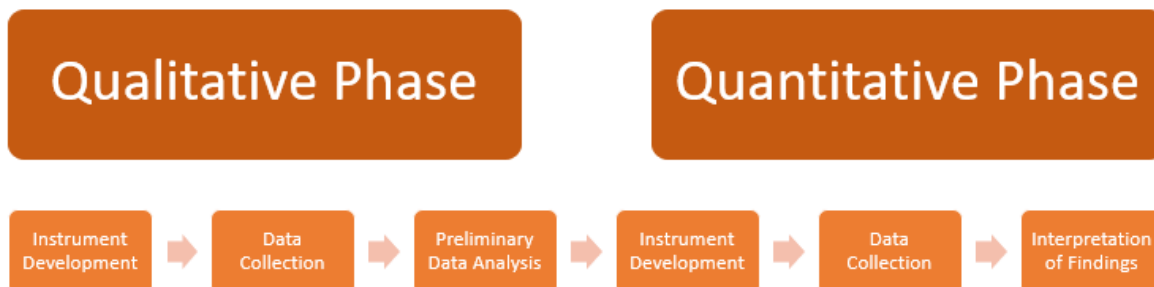 Qualitative Phase
Quantitative Phase
Instrument
Development
Data
Collection
Preliminary
Data Analysis
Instrument
Development
Data
Collection
Interpretation
of Findings